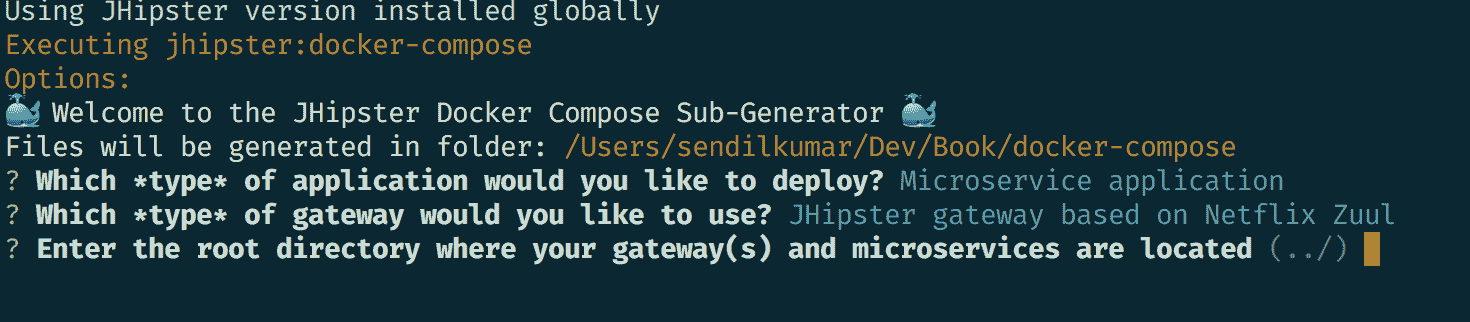 Using JHipster version installed globally
Executing jhipster:docker-compose
Options:
🐳 Welcome to the JHipster Docker Compose Sub-Generator 🐳
Files will be generated in folder: /Users/sendilkumar/Dev/Book/docker-compose
? Which *type* of application would you like to deploy? Microservice application
? Which *type* of gateway would you like to use? JHipster gateway based on Netflix Zuul
? Enter the root directory where your gateway(s) and microservices are located (../)